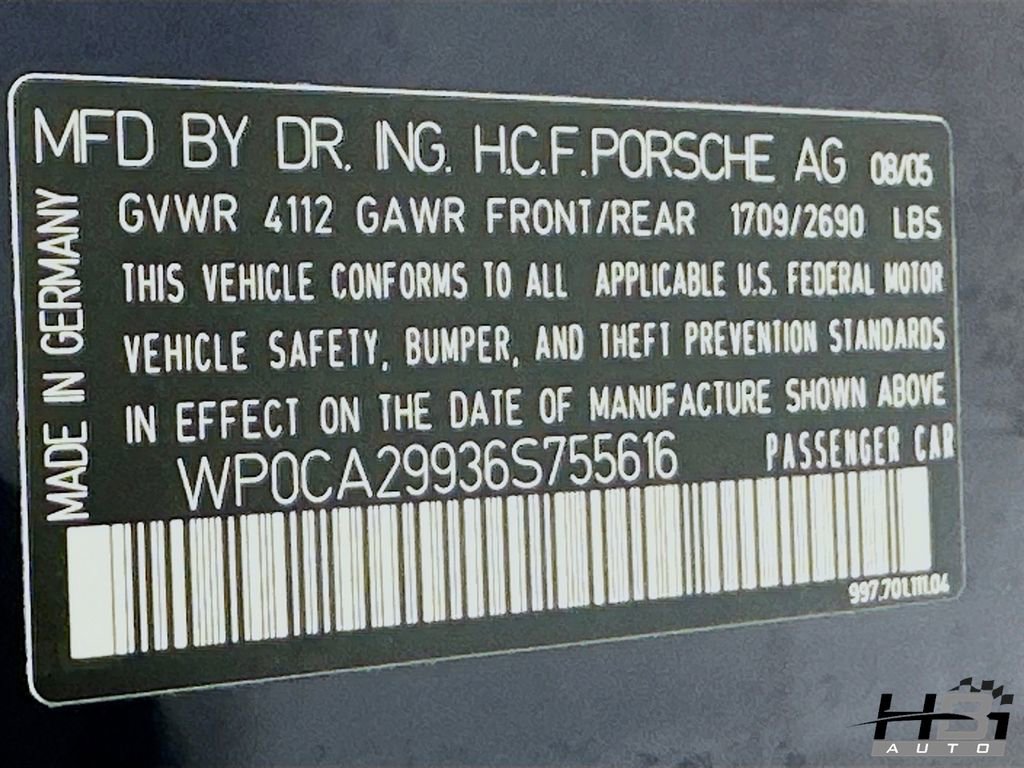 MFD BY DR. ING. H.C.F. PORSCHE AG 08/05
GVWR 4112 GAWR FRONT/REAR 1709/2690 LBS
THIS VEHICLE CONFORMS TO ALL APPLICABLE U.S. FEDERAL MOTOR
VEHICLE SAFETY, BUMPER, AND THEFT PREVENTION STANDARDS
IN EFFECT ON THE DATE OF MANUFACTURE SHOWN ABOVE
WP0CA29936S755616 PASSENGER CAR
MADE IN GERMANY
997.701.111.04
HBI
AUTO